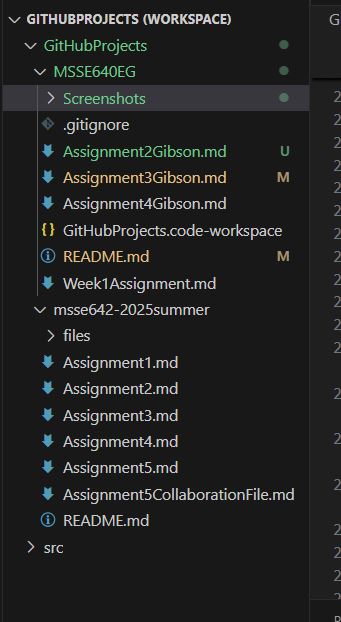 GITHUBPROJECTS (WORKSPACE)
GitHubProjects
MSSE640EG
Screenshots
.gitignore
Assignment2Gibson.md U
Assignment3Gibson.md M
Assignment4Gibson.md
{} GitHubProjects.code-workspace
README.md M
Week1Assignment.md
msse642-2025summer
files
Assignment1.md
Assignment2.md
Assignment3.md
Assignment4.md
Assignment5.md
Assignment5CollaborationFile.md
README.md
src